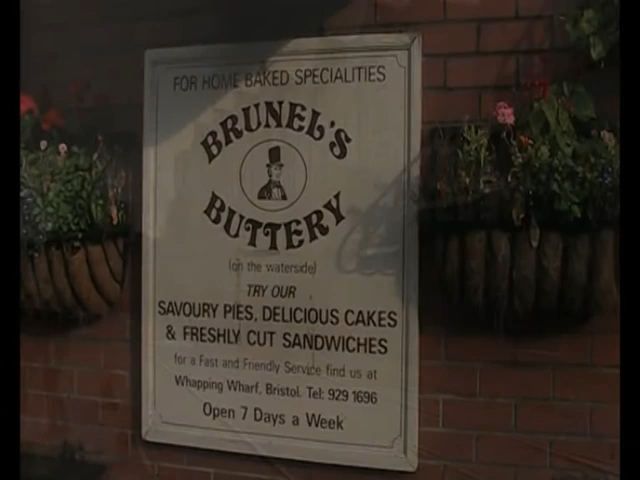 FOR HOME BAKED SPECIALITIES
BRUNEL'S
BUTTERY
(on the waterside)
TRY OUR
SAVOURY PIES, DELICIOUS CAKES
& FRESHLY CUT SANDWICHES
for a Fast and Friendly Service find us at
Whapping Wharf, Bristol. Tel: 929 1696
Open 7 Days a Week